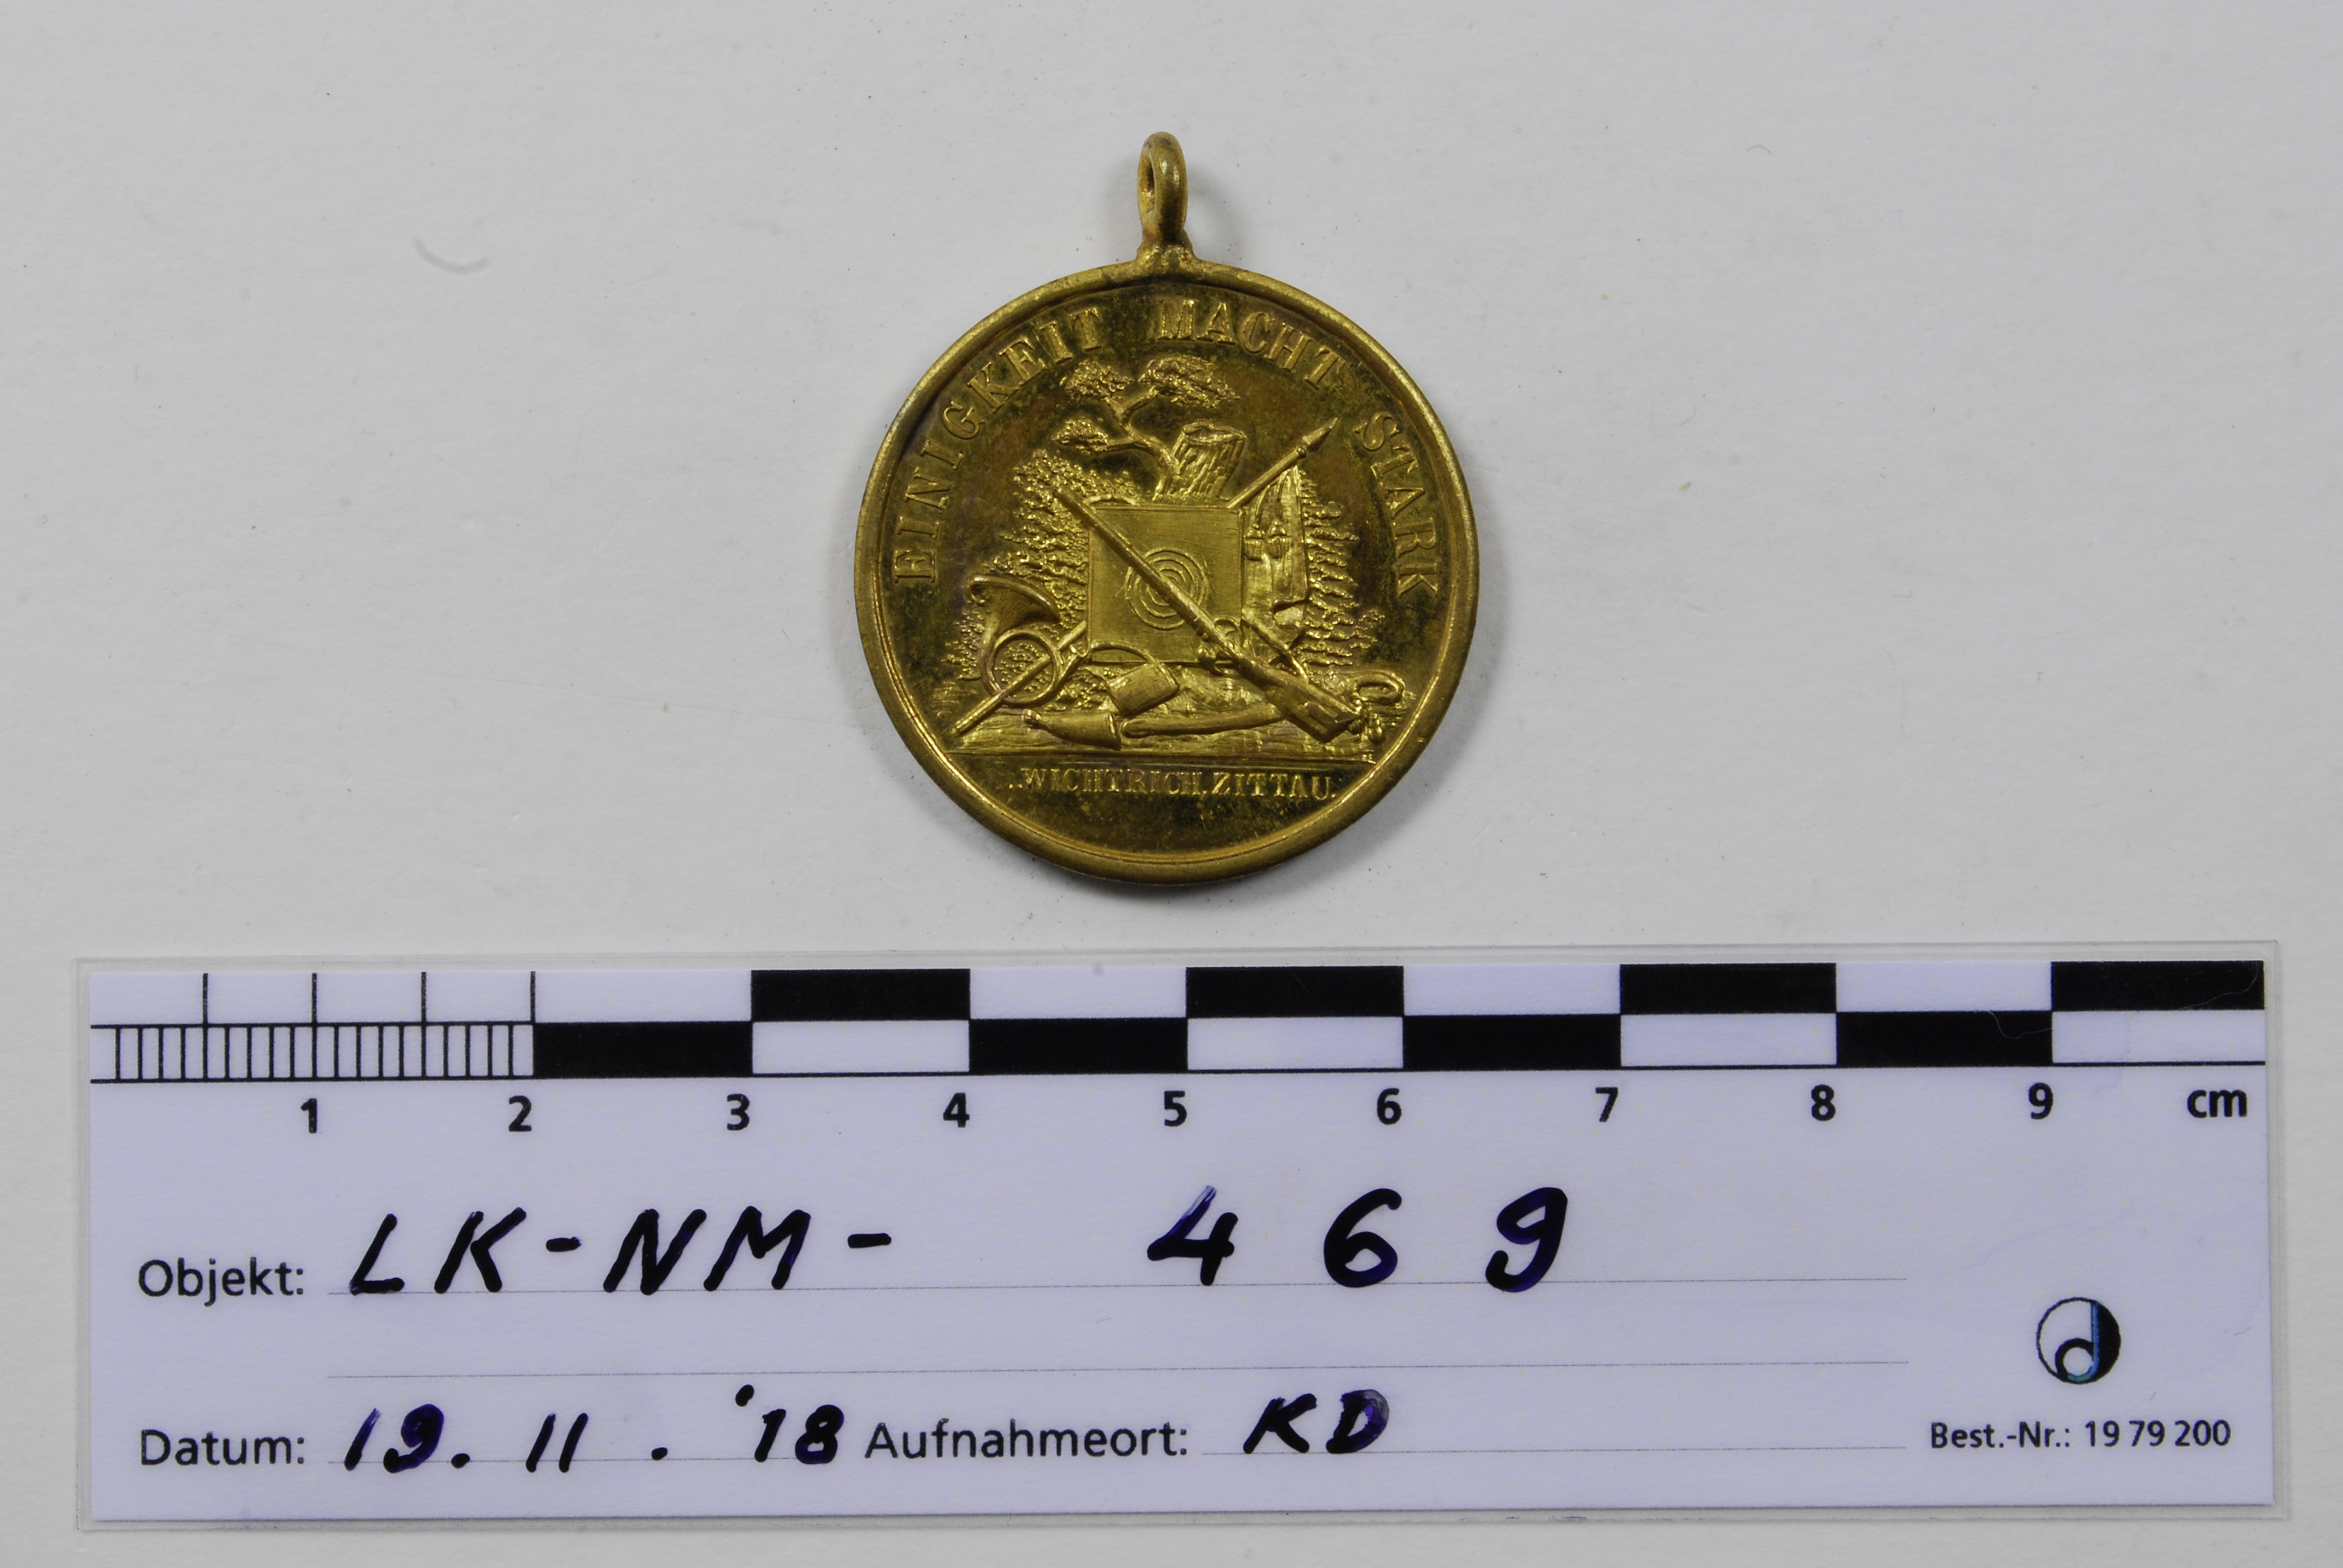 EINIGKEIT MACHT STARK
WICHTRICH. ZITTAU.
1 2 3 4 5 6 7 8 9 cm
Objekt: LK-NM- 469
Datum: 19. 11. '18 Aufnahmeort: KD
Best.-Nr.: 19 79 200